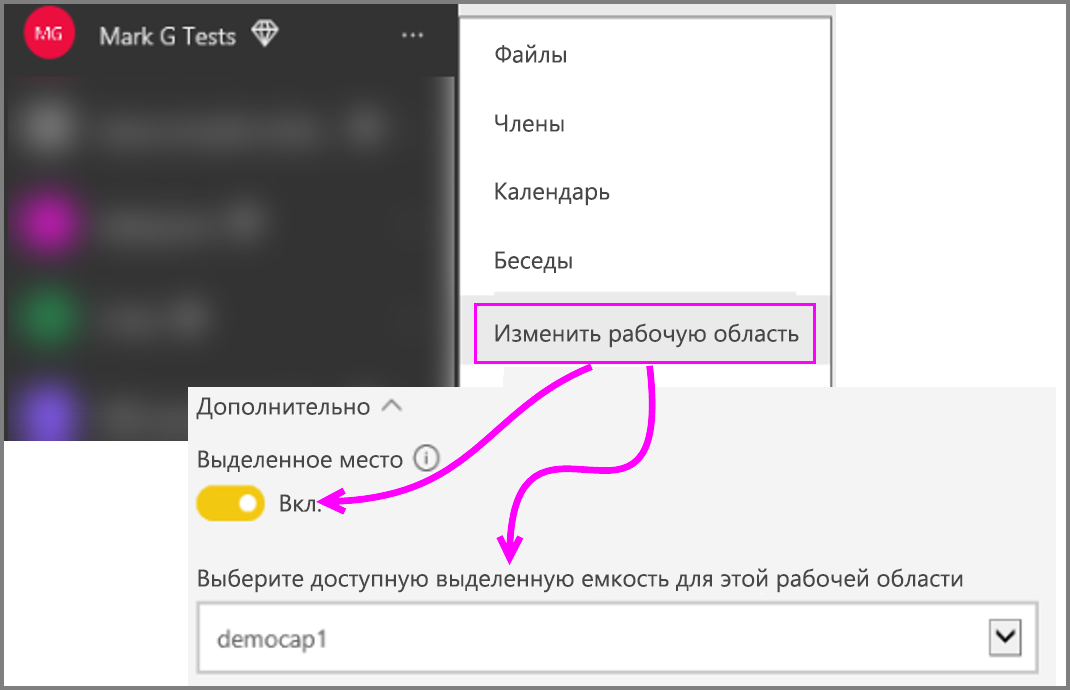 MG
Mark G Tests
Файлы
Члены
Календарь
Беседы
Изменить рабочую область
Дополнительно
Выделенное место
Вкл.
Выберите доступную выделенную емкость для этой рабочей области
democap1